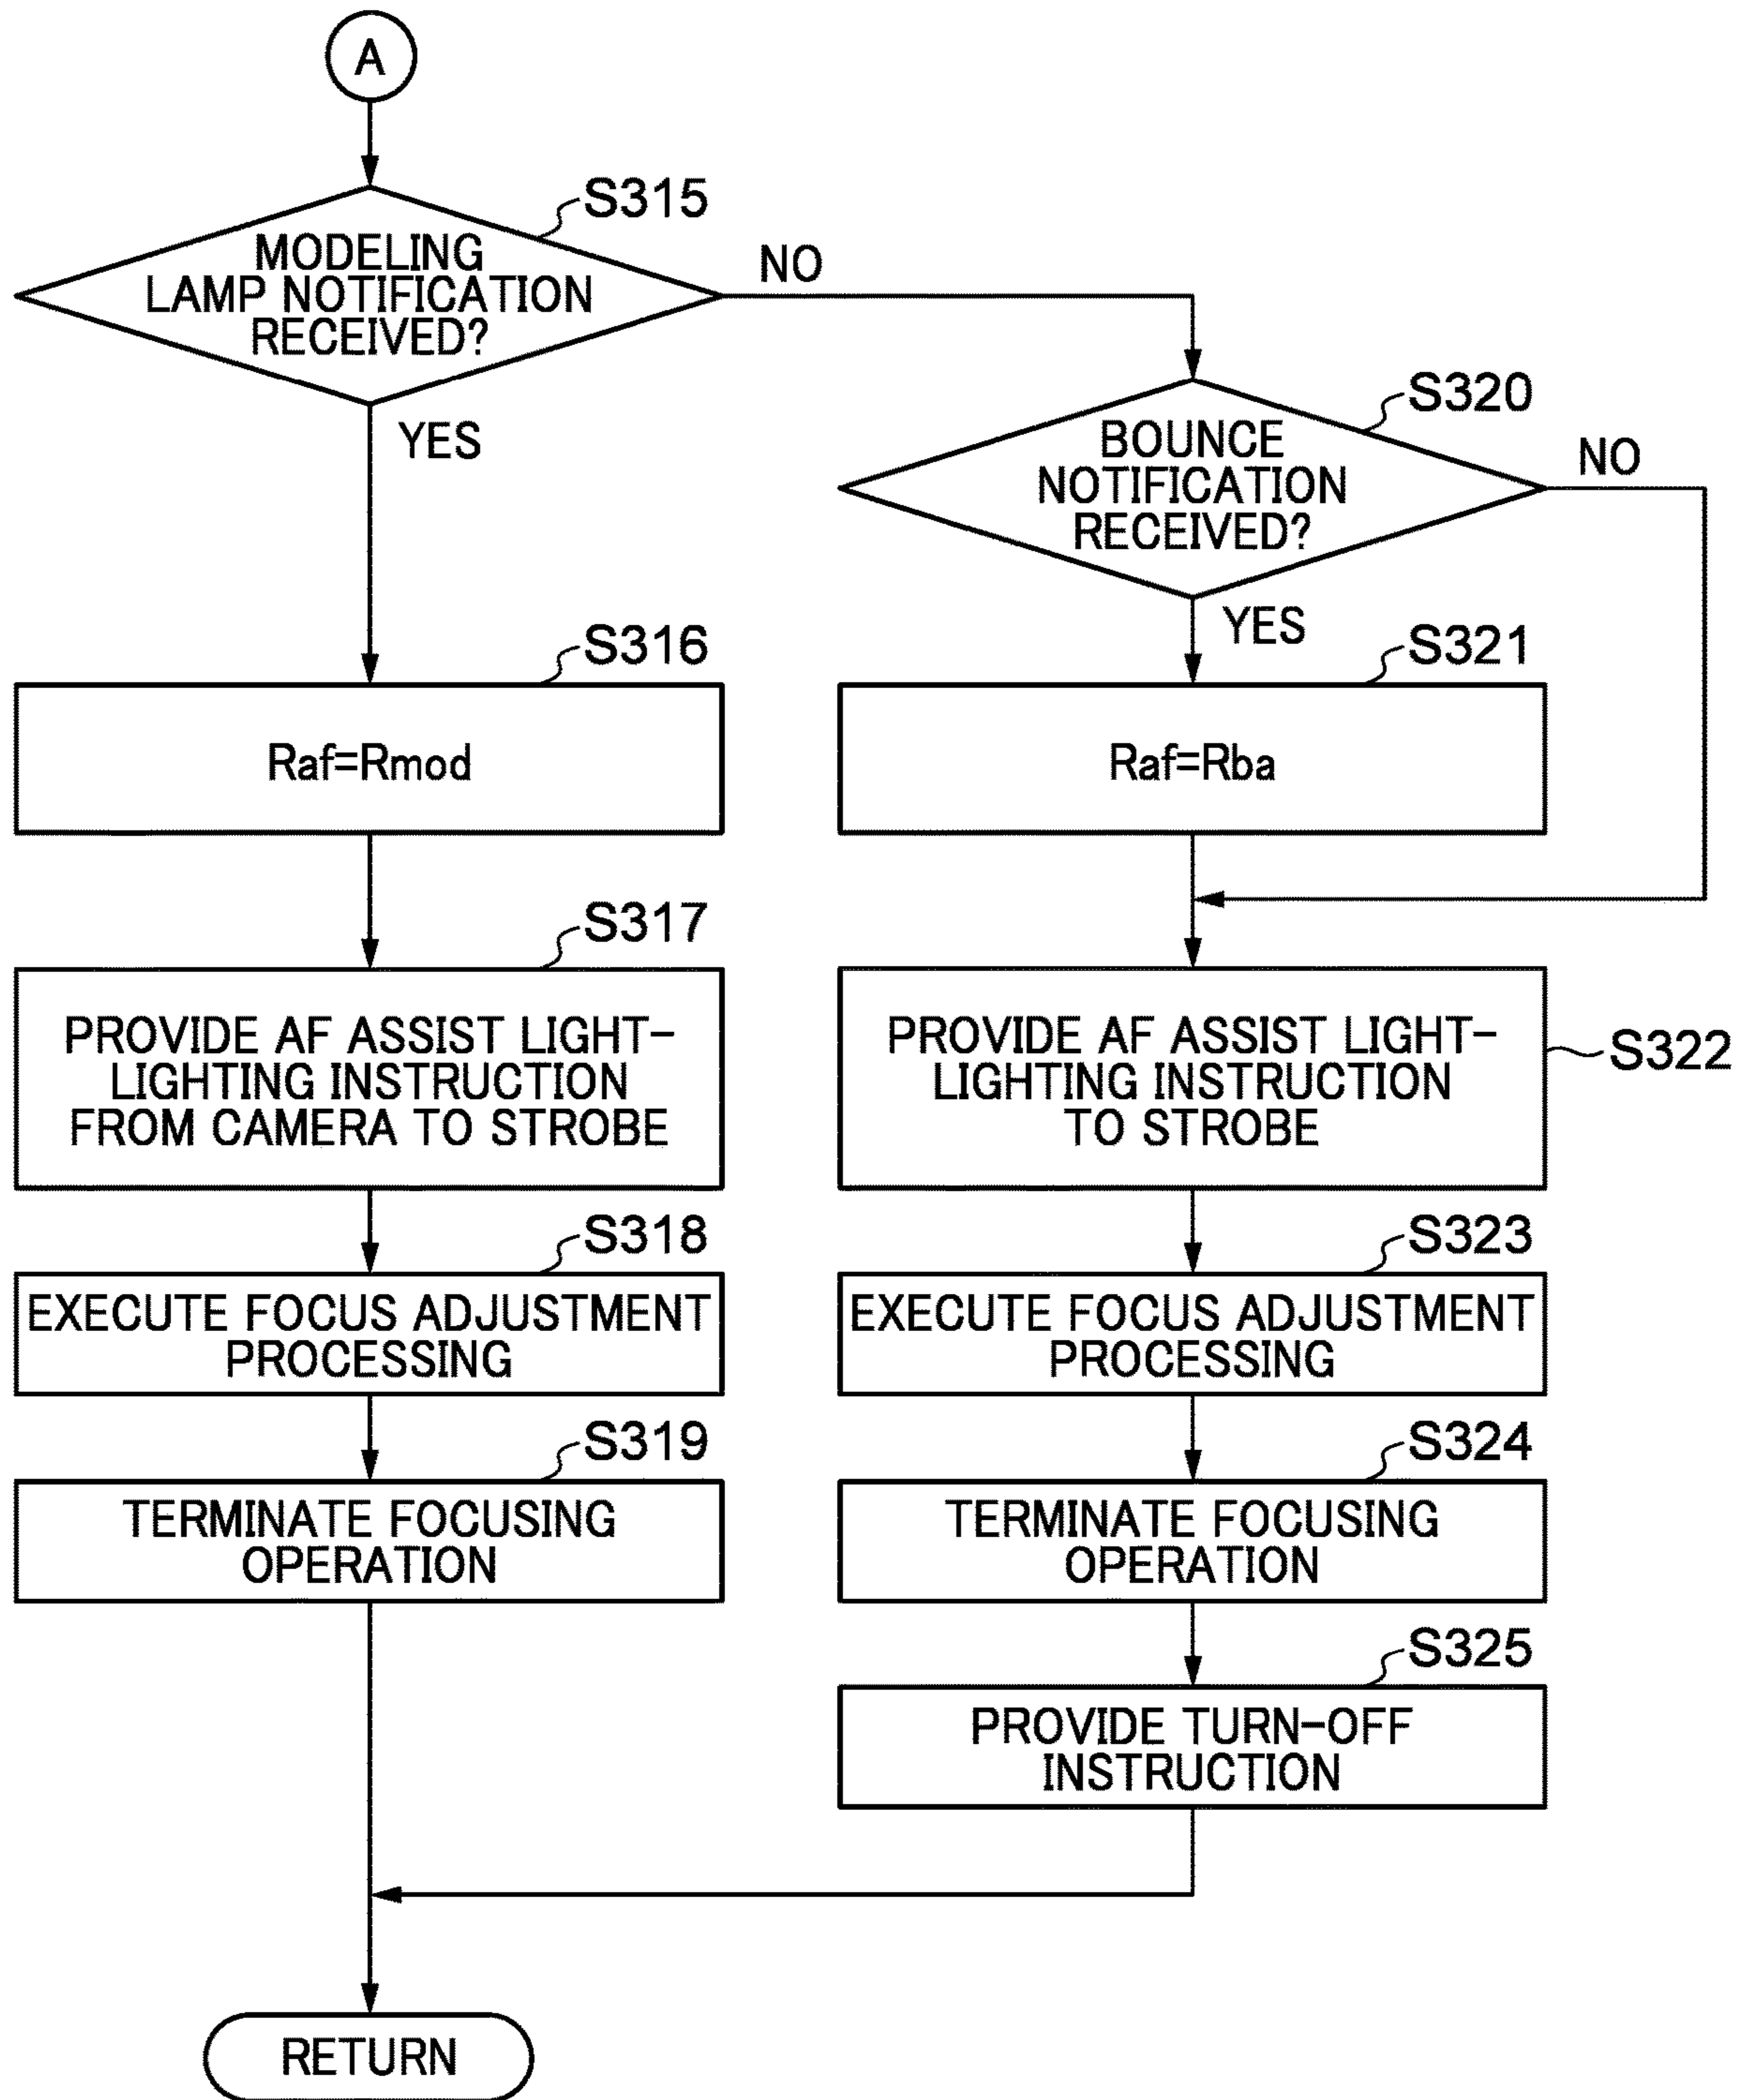 A
S315
MODELING
LAMP NOTIFICATION
RECEIVED?
NO
YES
S320
BOUNCE
NOTIFICATION
RECEIVED?
NO
YES
S316
Raf=Rmod
S321
Raf=Rba
S317
PROVIDE AF ASSIST LIGHT-
LIGHTING INSTRUCTION
FROM CAMERA TO STROBE
PROVIDE AF ASSIST LIGHT-
LIGHTING INSTRUCTION
TO STROBE
S322
S318
EXECUTE FOCUS ADJUSTMENT
PROCESSING
S323
EXECUTE FOCUS ADJUSTMENT
PROCESSING
S319
TERMINATE FOCUSING
OPERATION
S324
TERMINATE FOCUSING
OPERATION
S325
PROVIDE TURN-OFF
INSTRUCTION
RETURN